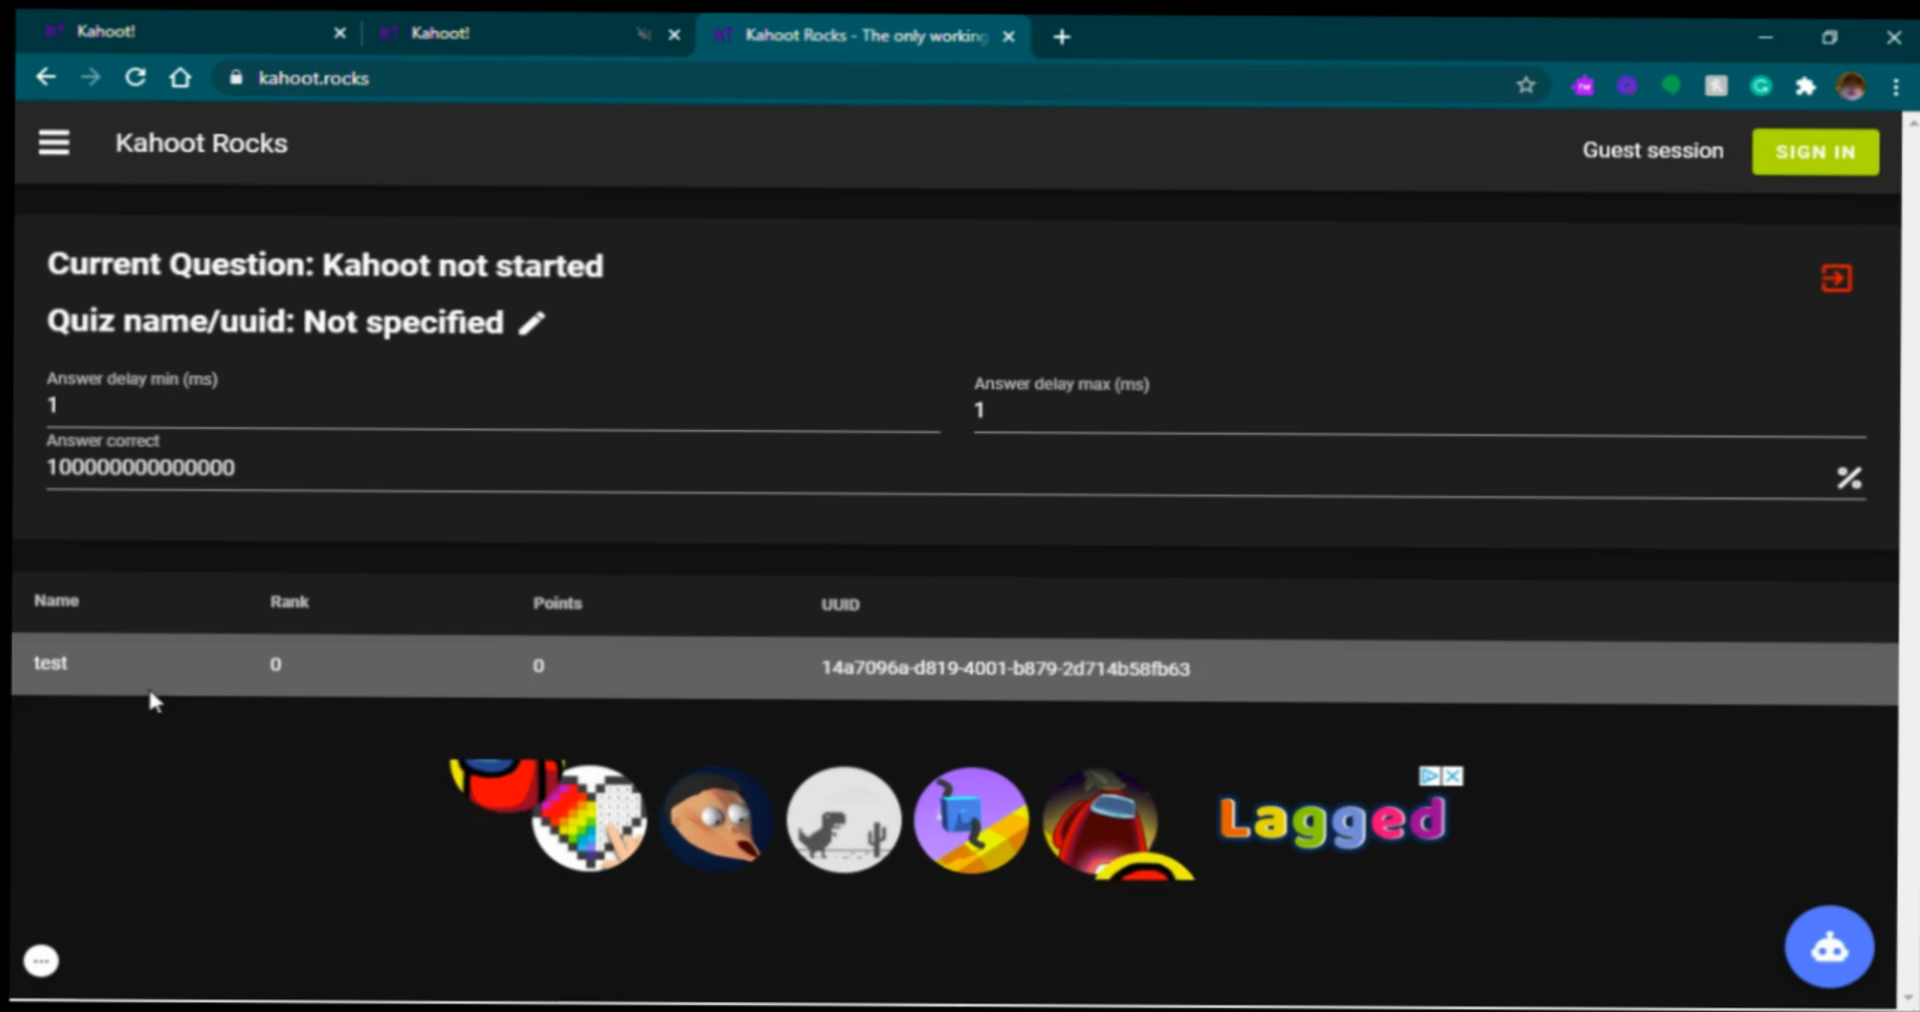 Kahoot!
Kahoot!
Kahoot Rocks - The only working
kahoot.rocks
Kahoot Rocks
Guest session
SIGN IN
Current Question: Kahoot not started
Quiz name/uuid: Not specified
Answer delay min (ms)
1
Answer delay max (ms)
1
Answer correct
100000000000000
%
Name Rank Points UUID
test 0 0 14a7096a-d819-4001-b879-2d714b58fb63
Lagged